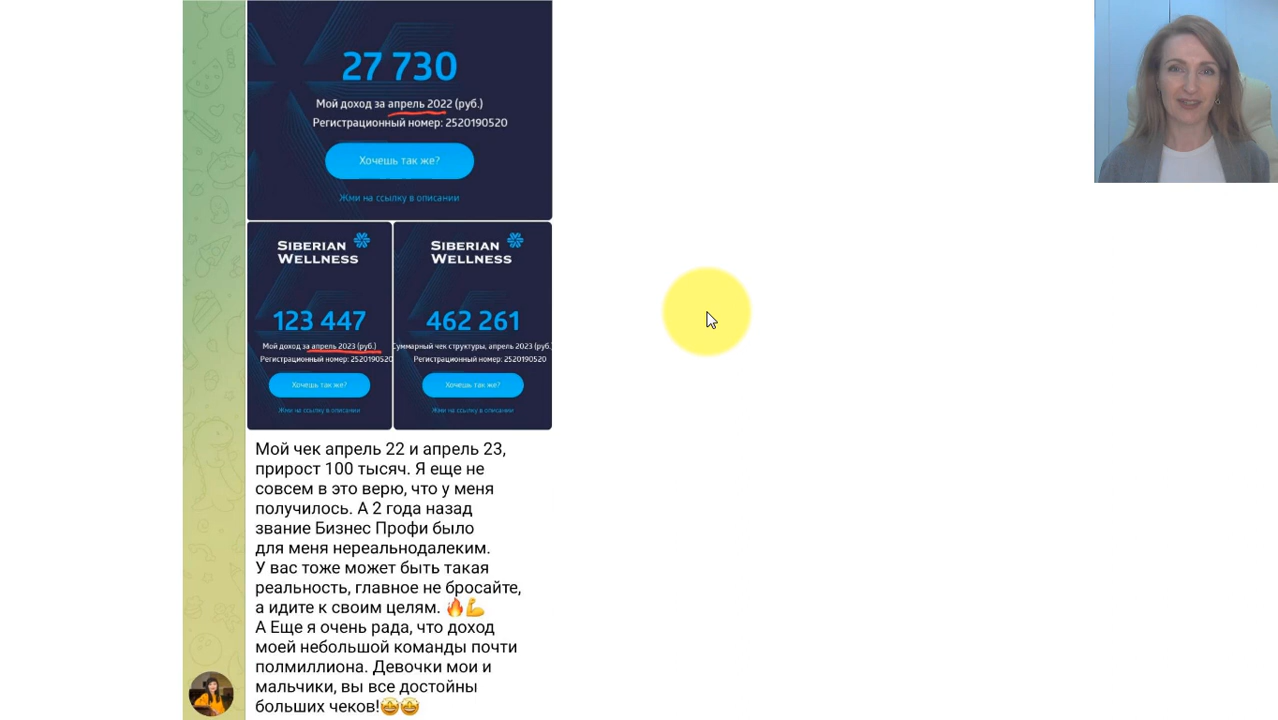 27 730
Мой доход за апрель 2022 (руб.)
Регистрационный номер: 2520190520
Хочешь так же?
Жми на ссылку в описании
SIBERIAN
WELLNESS
123 447
Мой доход за апрель 2023 (руб.)
Регистрационный номер: 2520190520
Хочешь так же?
Жми на ссылку в описании
SIBERIAN
WELLNESS
462 261
Суммарный чек структуры, апрель 2023 (руб.
Регистрационный номер: 2520190520
Хочешь так же?
Жми на ссылку в описании
Мой чек апрель 22 и апрель 23,
прирост 100 тысяч. Я еще не
совсем в это верю, что у меня
получилось. А 2 года назад
звание Бизнес Профи было
для меня нереальнодалеким.
У вас тоже может быть такая
реальность, главное не бросайте,
а идите к своим целям. 🔥💪
А Еще я очень рада, что доход
моей небольшой команды почти
полмиллиона. Девочки мои и
мальчики, вы все достойны
больших чеков!🤩🤩